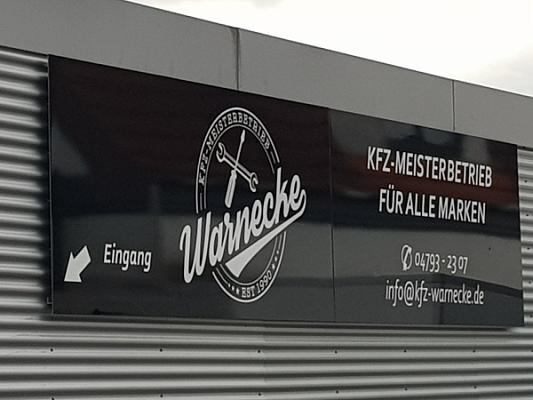 KFZ-MEISTERBETRIEB
Warnecke
EST 1990
Eingang
KFZ-MEISTERBETRIEB
FÜR ALLE MARKEN
04793 - 23 07
info@kfz-warnecke.de